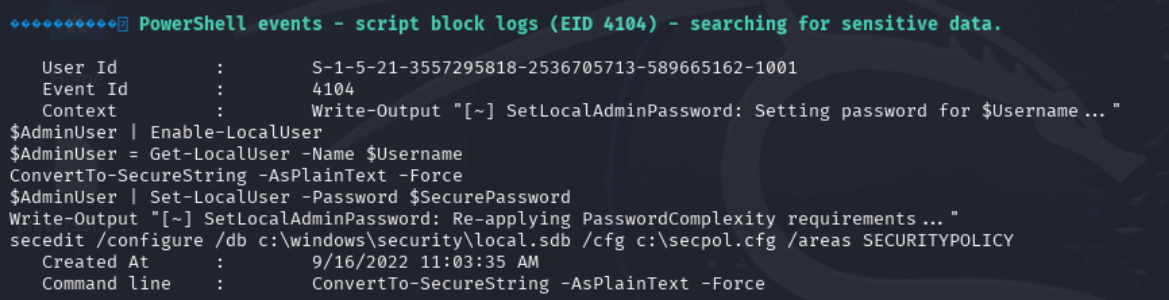 PowerShell events - script block logs (EID 4104) - searching for sensitive data.
User Id : S-1-5-21-3557295818-2536705713-589665162-1001
Event Id : 4104
Context : Write-Output "[~] SetLocalAdminPassword: Setting password for $Username..."
$AdminUser | Enable-LocalUser
$AdminUser = Get-LocalUser -Name $Username
ConvertTo-SecureString -AsPlainText -Force
$AdminUser | Set-LocalUser -Password $SecurePassword
Write-Output "[~] SetLocalAdminPassword: Re-applying PasswordComplexity requirements..."
secedit /configure /db c:\windows\security\local.sdb /cfg c:\secpol.cfg /areas SECURITYPOLICY
Created At : 9/16/2022 11:03:35 AM
Command line : ConvertTo-SecureString -AsPlainText -Force